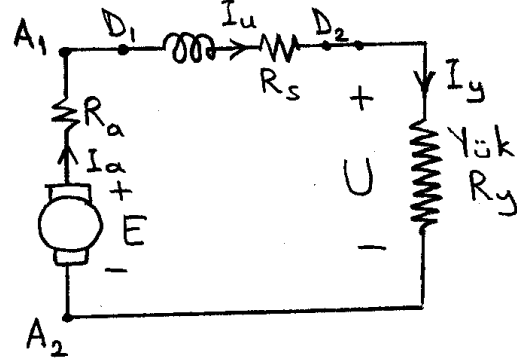 A₁ D₁ Iu D₂
Rs
Ra
Ia
+
E
−
A₂
+
U
−
Iy
Yük
Ry